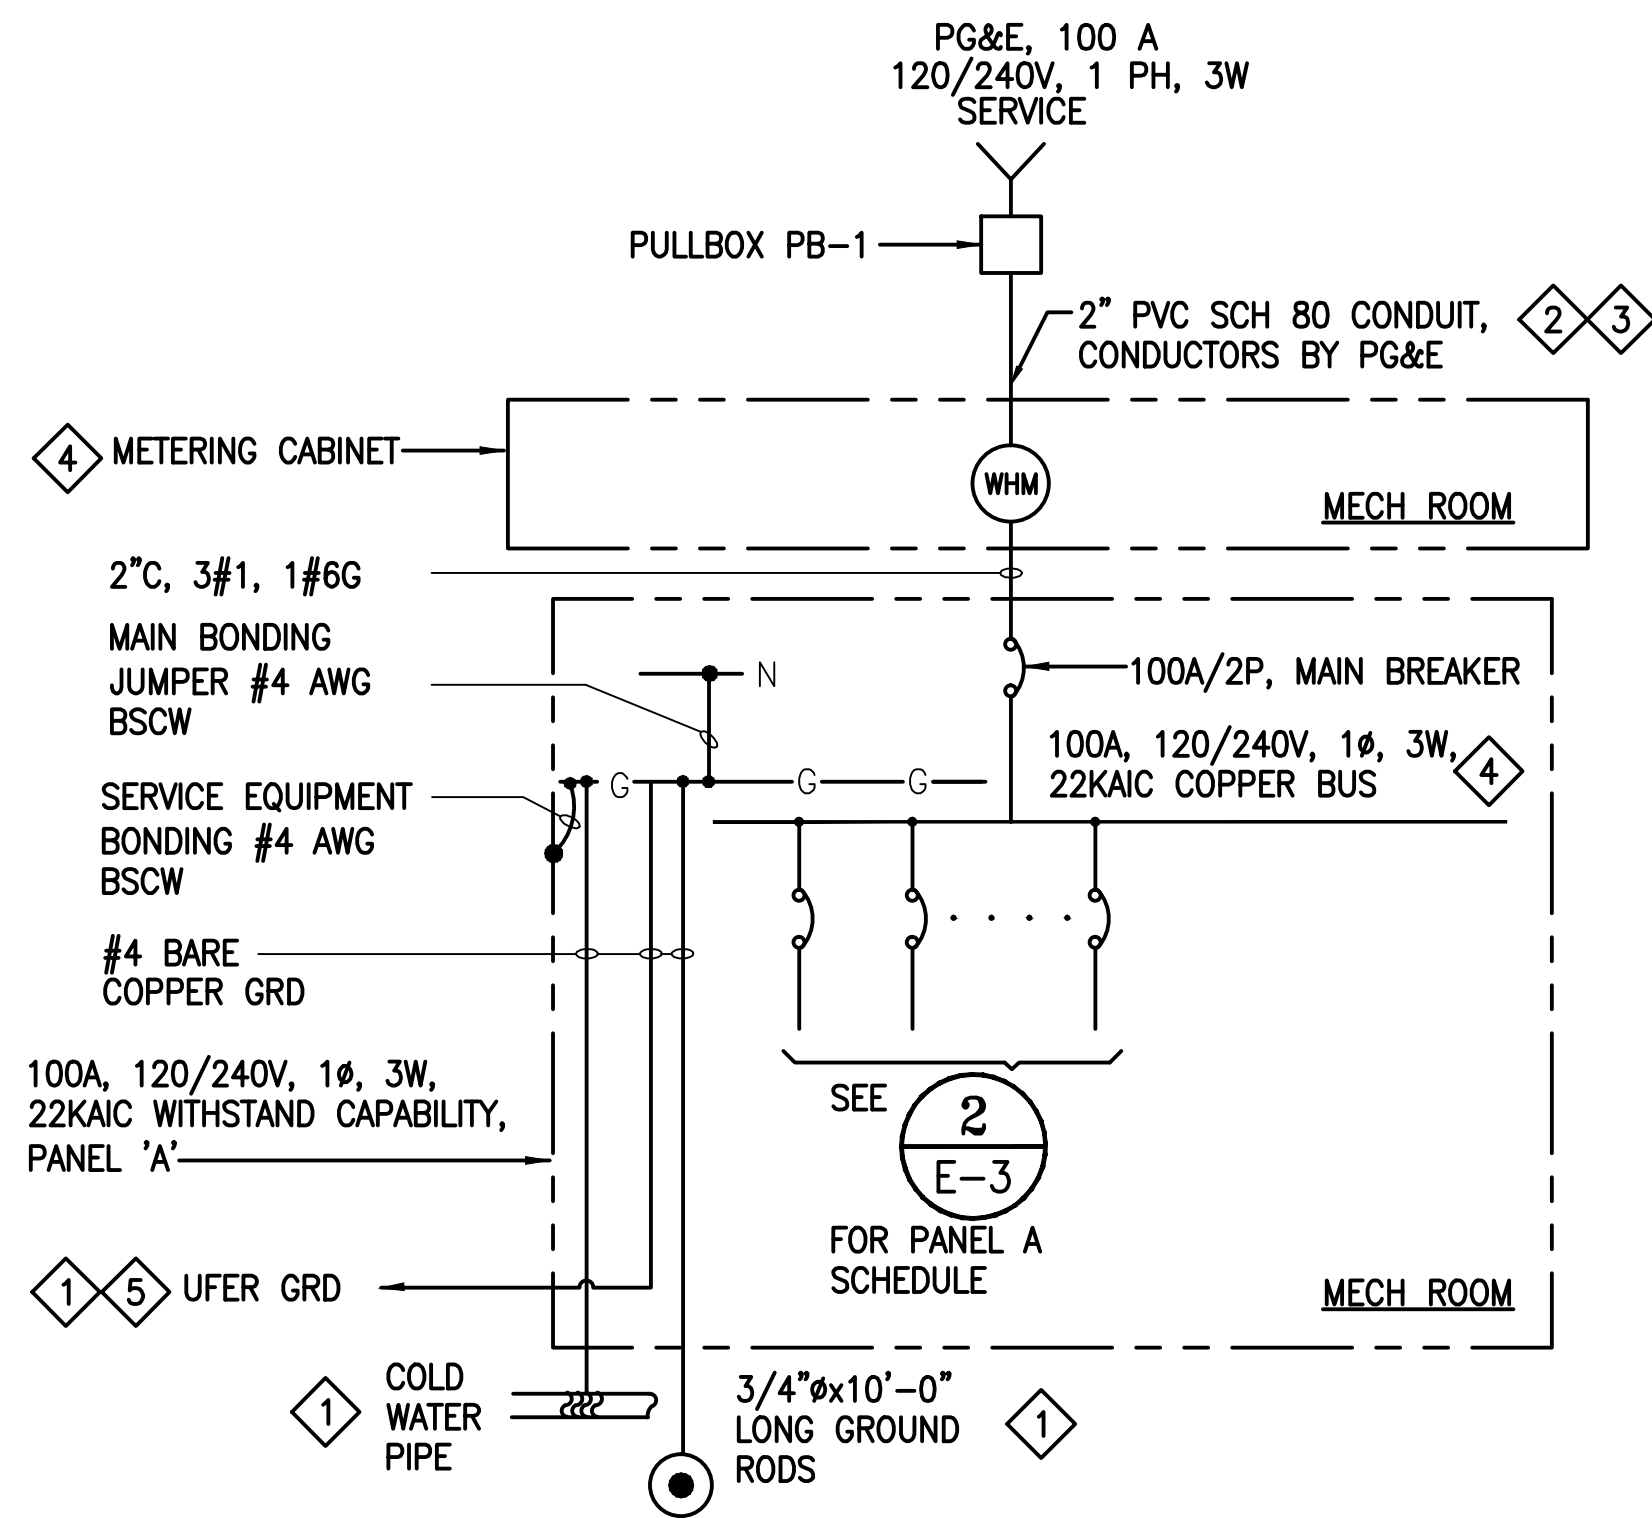 PG&E, 100 A
120/240V, 1 PH, 3W
SERVICE
PULLBOX PB-1
2" PVC SCH 80 CONDUIT,
CONDUCTORS BY PG&E
2
3
4
METERING CABINET
WHM
MECH ROOM
2"C, 3#1, 1#6G
MAIN BONDING
JUMPER #4 AWG
BSCW
N
100A/2P, MAIN BREAKER
100A, 120/240V, 1ø, 3W,
22KAIC COPPER BUS
4
G
G
G
SERVICE EQUIPMENT
BONDING #4 AWG
BSCW
#4 BARE
COPPER GRD
100A, 120/240V, 1ø, 3W,
22KAIC WITHSTAND CAPABILITY,
PANEL 'A'
SEE
2
E-3
FOR PANEL A
SCHEDULE
1
5
UFER GRD
MECH ROOM
1
COLD
WATER
PIPE
3/4"øx10'-0"
LONG GROUND
RODS
1